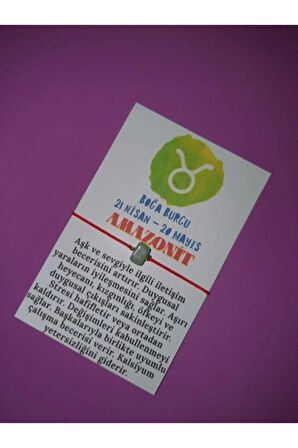 BOĞA BURCU
21 NİSAN - 20 MAYIS
AMAZONIT
Aşk ve sevgiyle ilgili iletişim
becerisini artırır. Duygusal
yaraların iyileşmesini sağlar. Aşırı
heyecanı, kızgınlığı, öfkeyi ve
duygusal çıkışları sakinleştirir.
Stresi hafifletir veya ortadan
kaldırır. Değişimleri kabullenmeyi
sağlar. Başkalarıyla birlikte uyumlu
çalışma becerisi verir. Kalsiyum
yetersizliğini giderir.